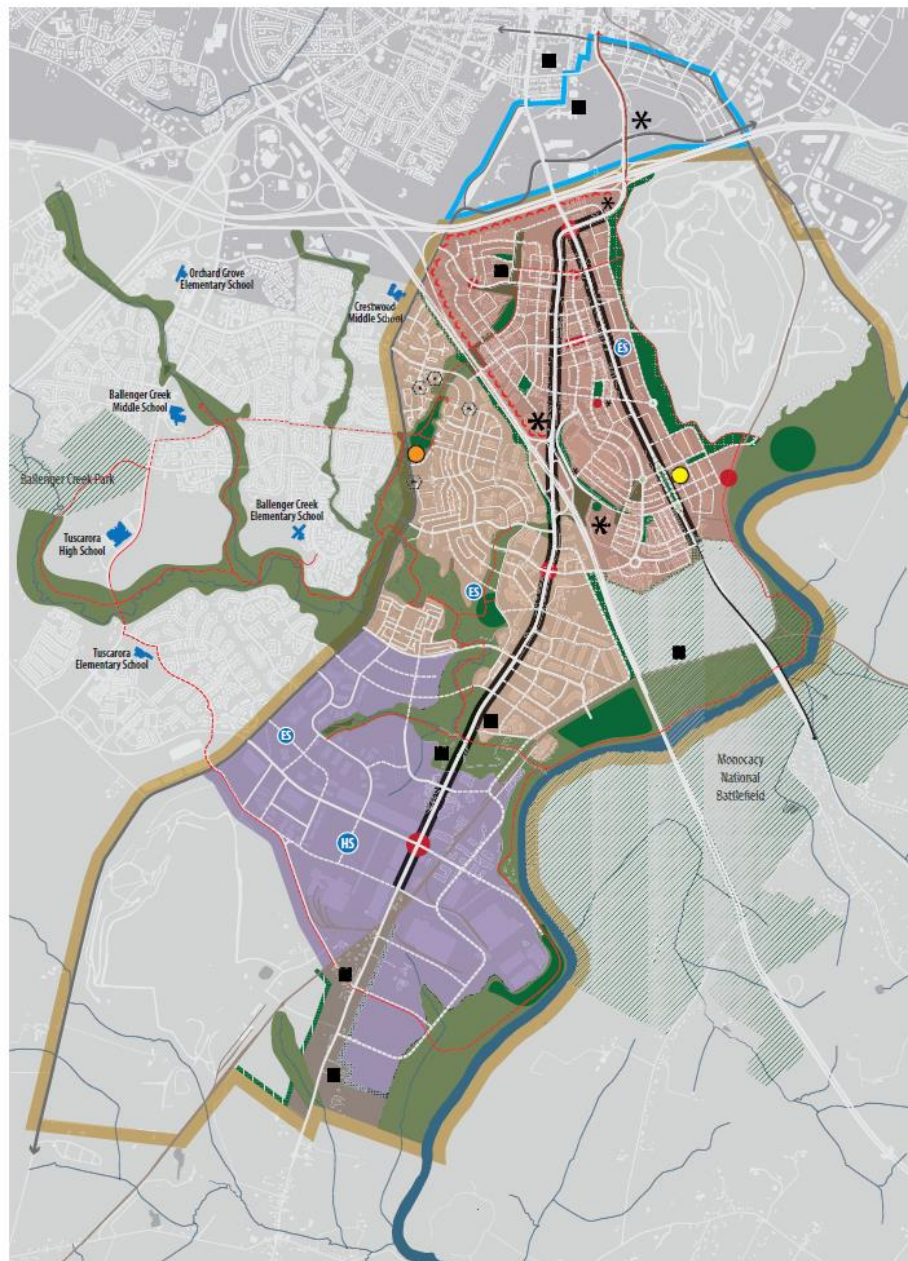 Orchard Grove
Elementary School
Crestwood
Middle School
ES
Ballenger Creek
Middle School
Ballenger Creek Park
Ballenger Creek
Elementary School
Tuscarora
High School
ES
Tuscarora
Elementary School
ES
Monocacy
National
Battlefield
HS